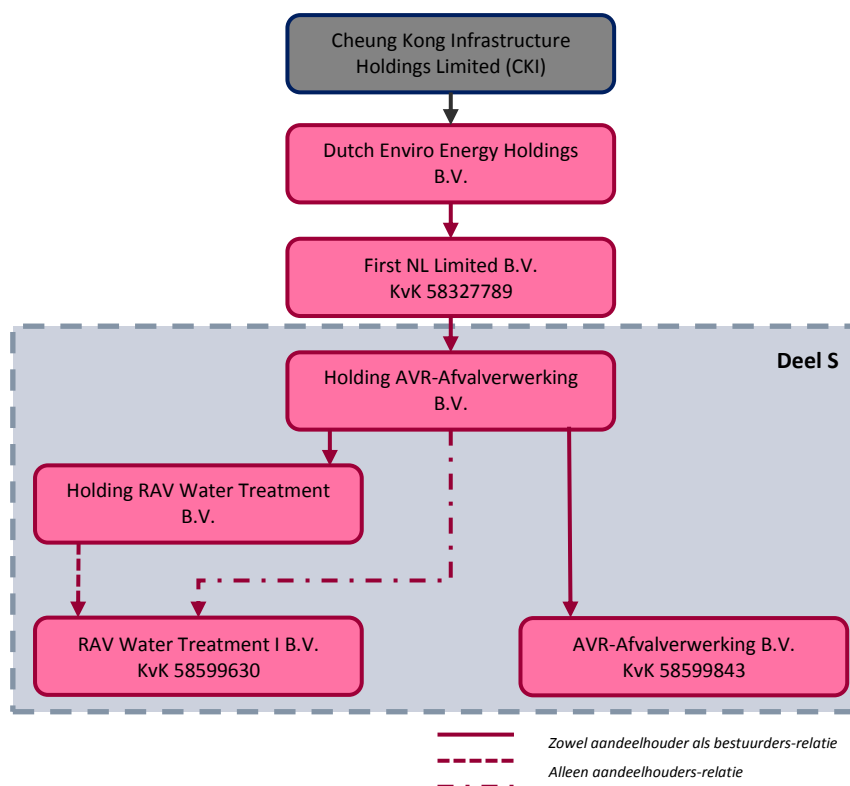 Cheung Kong Infrastructure
Holdings Limited (CKI)
Dutch Enviro Energy Holdings
B.V.
First NL Limited B.V.
KvK 58327789
Deel S
Holding AVR-Afvalverwerking
B.V.
Holding RAV Water Treatment
B.V.
RAV Water Treatment I B.V.
KvK 58599630
AVR-Afvalverwerking B.V.
KvK 58599843
Zowel aandeelhouder als bestuurders-relatie
Alleen aandeelhouders-relatie